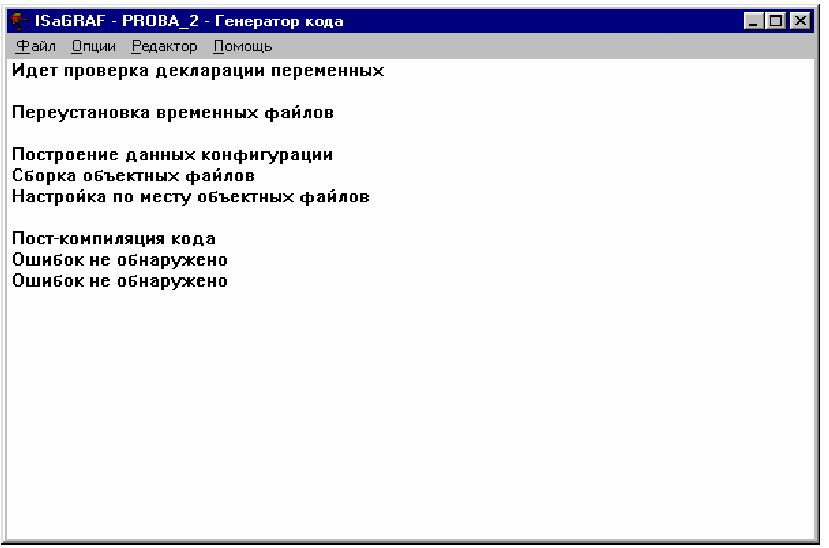 ISaGRAF - PROBA_2 - Генератор кода
Файл Опции Редактор Помощь
Идет проверка декларации переменных
Переустановка временных файлов
Построение данных конфигурации
Сборка объектных файлов
Настройка по месту объектных файлов
Пост-компиляция кода
Ошибок не обнаружено
Ошибок не обнаружено